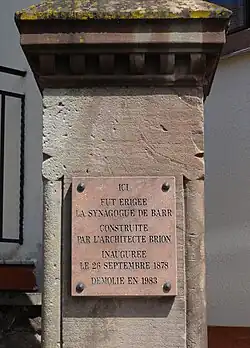 ICI
FUT ERIGEE
LA SYNAGOGUE DE BARR
CONSTRUITE
PAR L'ARCHITECTE BRION
INAUGUREE
LE 26 SEPTEMBRE 1878
DEMOLIE EN 1983